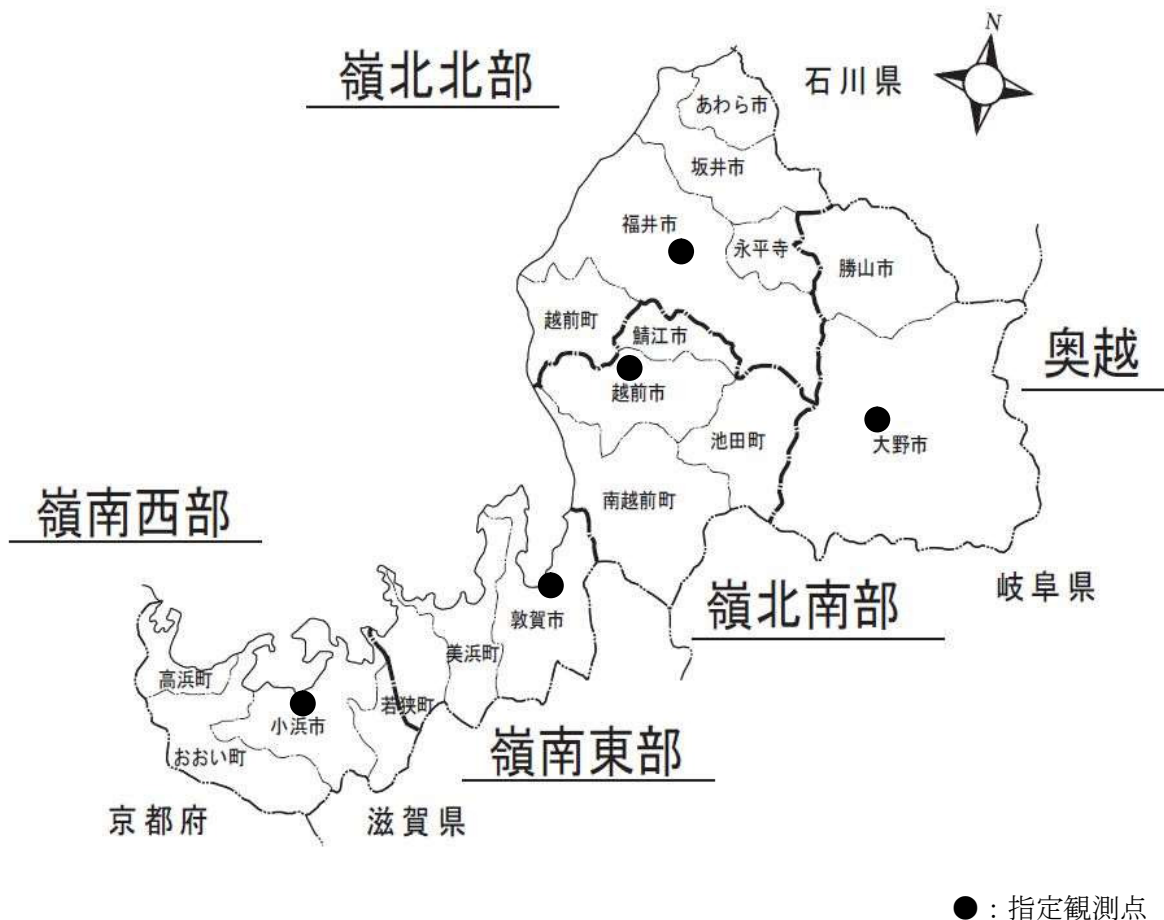 N
嶺北北部
石川県
あわら市
坂井市
福井市
永平寺
勝山市
越前町
鯖江市
奥越
越前市
池田町
大野市
嶺南西部
南越前町
岐阜県
嶺北南部
敦賀市
美浜町
高浜町
若狭町
小浜市
おおい町
嶺南東部
京都府
滋賀県
●：指定観測点